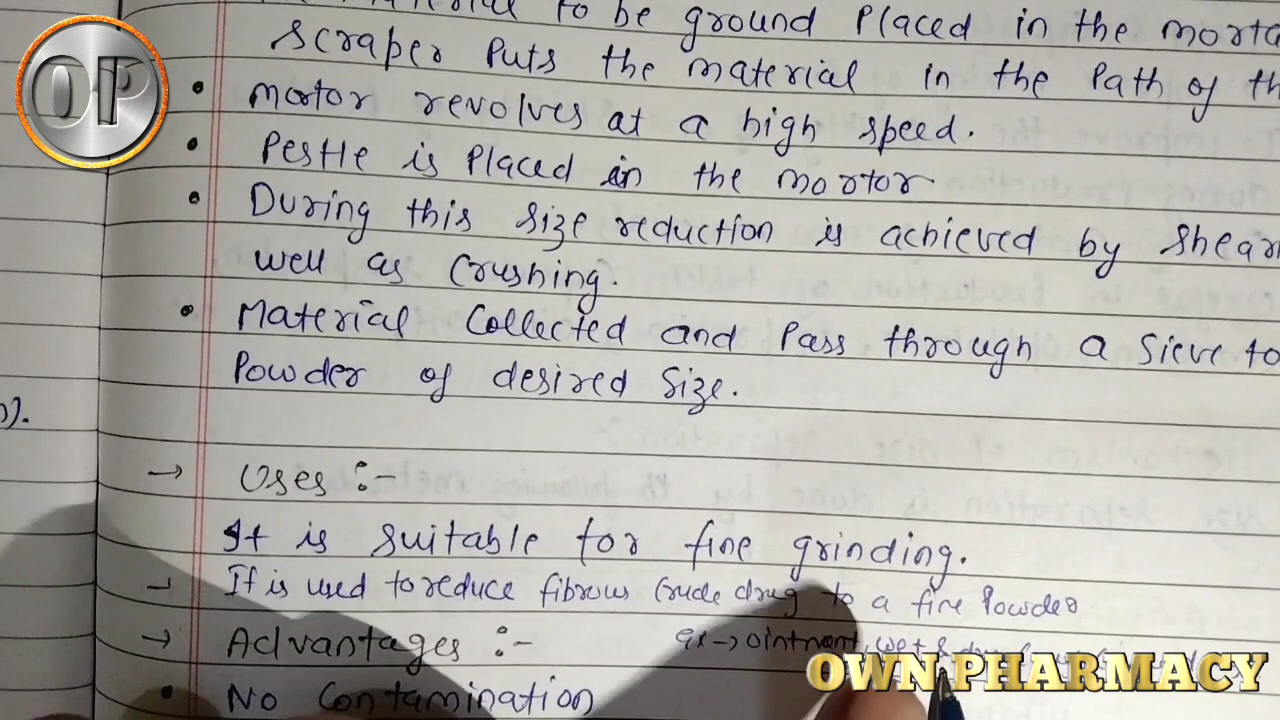 to be ground Placed in the morta
Scraper Puts the material in the Path of th
• mortor revolves at a high speed.
• Pestle is Placed in the mortor.
• During this size reduction is achieved by shear
well as Crushing.
• Material Collected and Pass through a Sieve to
Powder of desired Size.
→ Uses :-
It is suitable for fine grinding.
→ It is used to reduce fibrous Crude drug to a fine Powder
→ Advantages :-
ex→ ointment, wet &
• No Contamination
OP
OWN PHARMACY